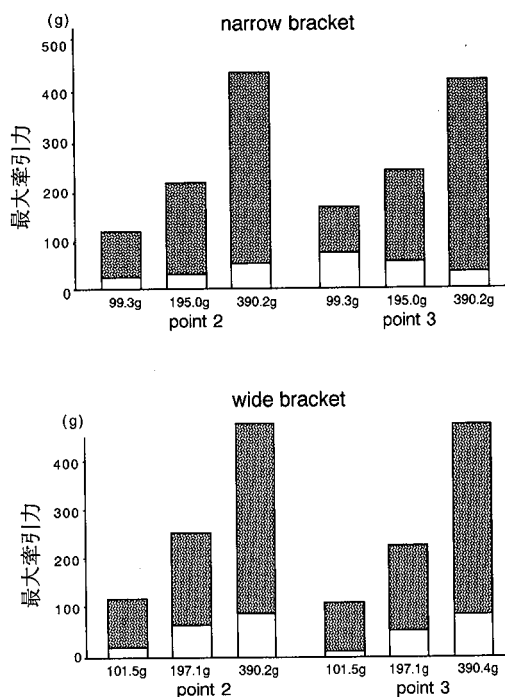 narrow bracket
(g)
500
400
300
200
100
0
最大牽引力
99.3g 195.0g 390.2g 99.3g 195.0g 390.2g
point 2 point 3
wide bracket
(g)
400
300
200
100
0
最大牽引力
101.5g 197.1g 390.2g 101.5g 197.1g 390.4g
point 2 point 3